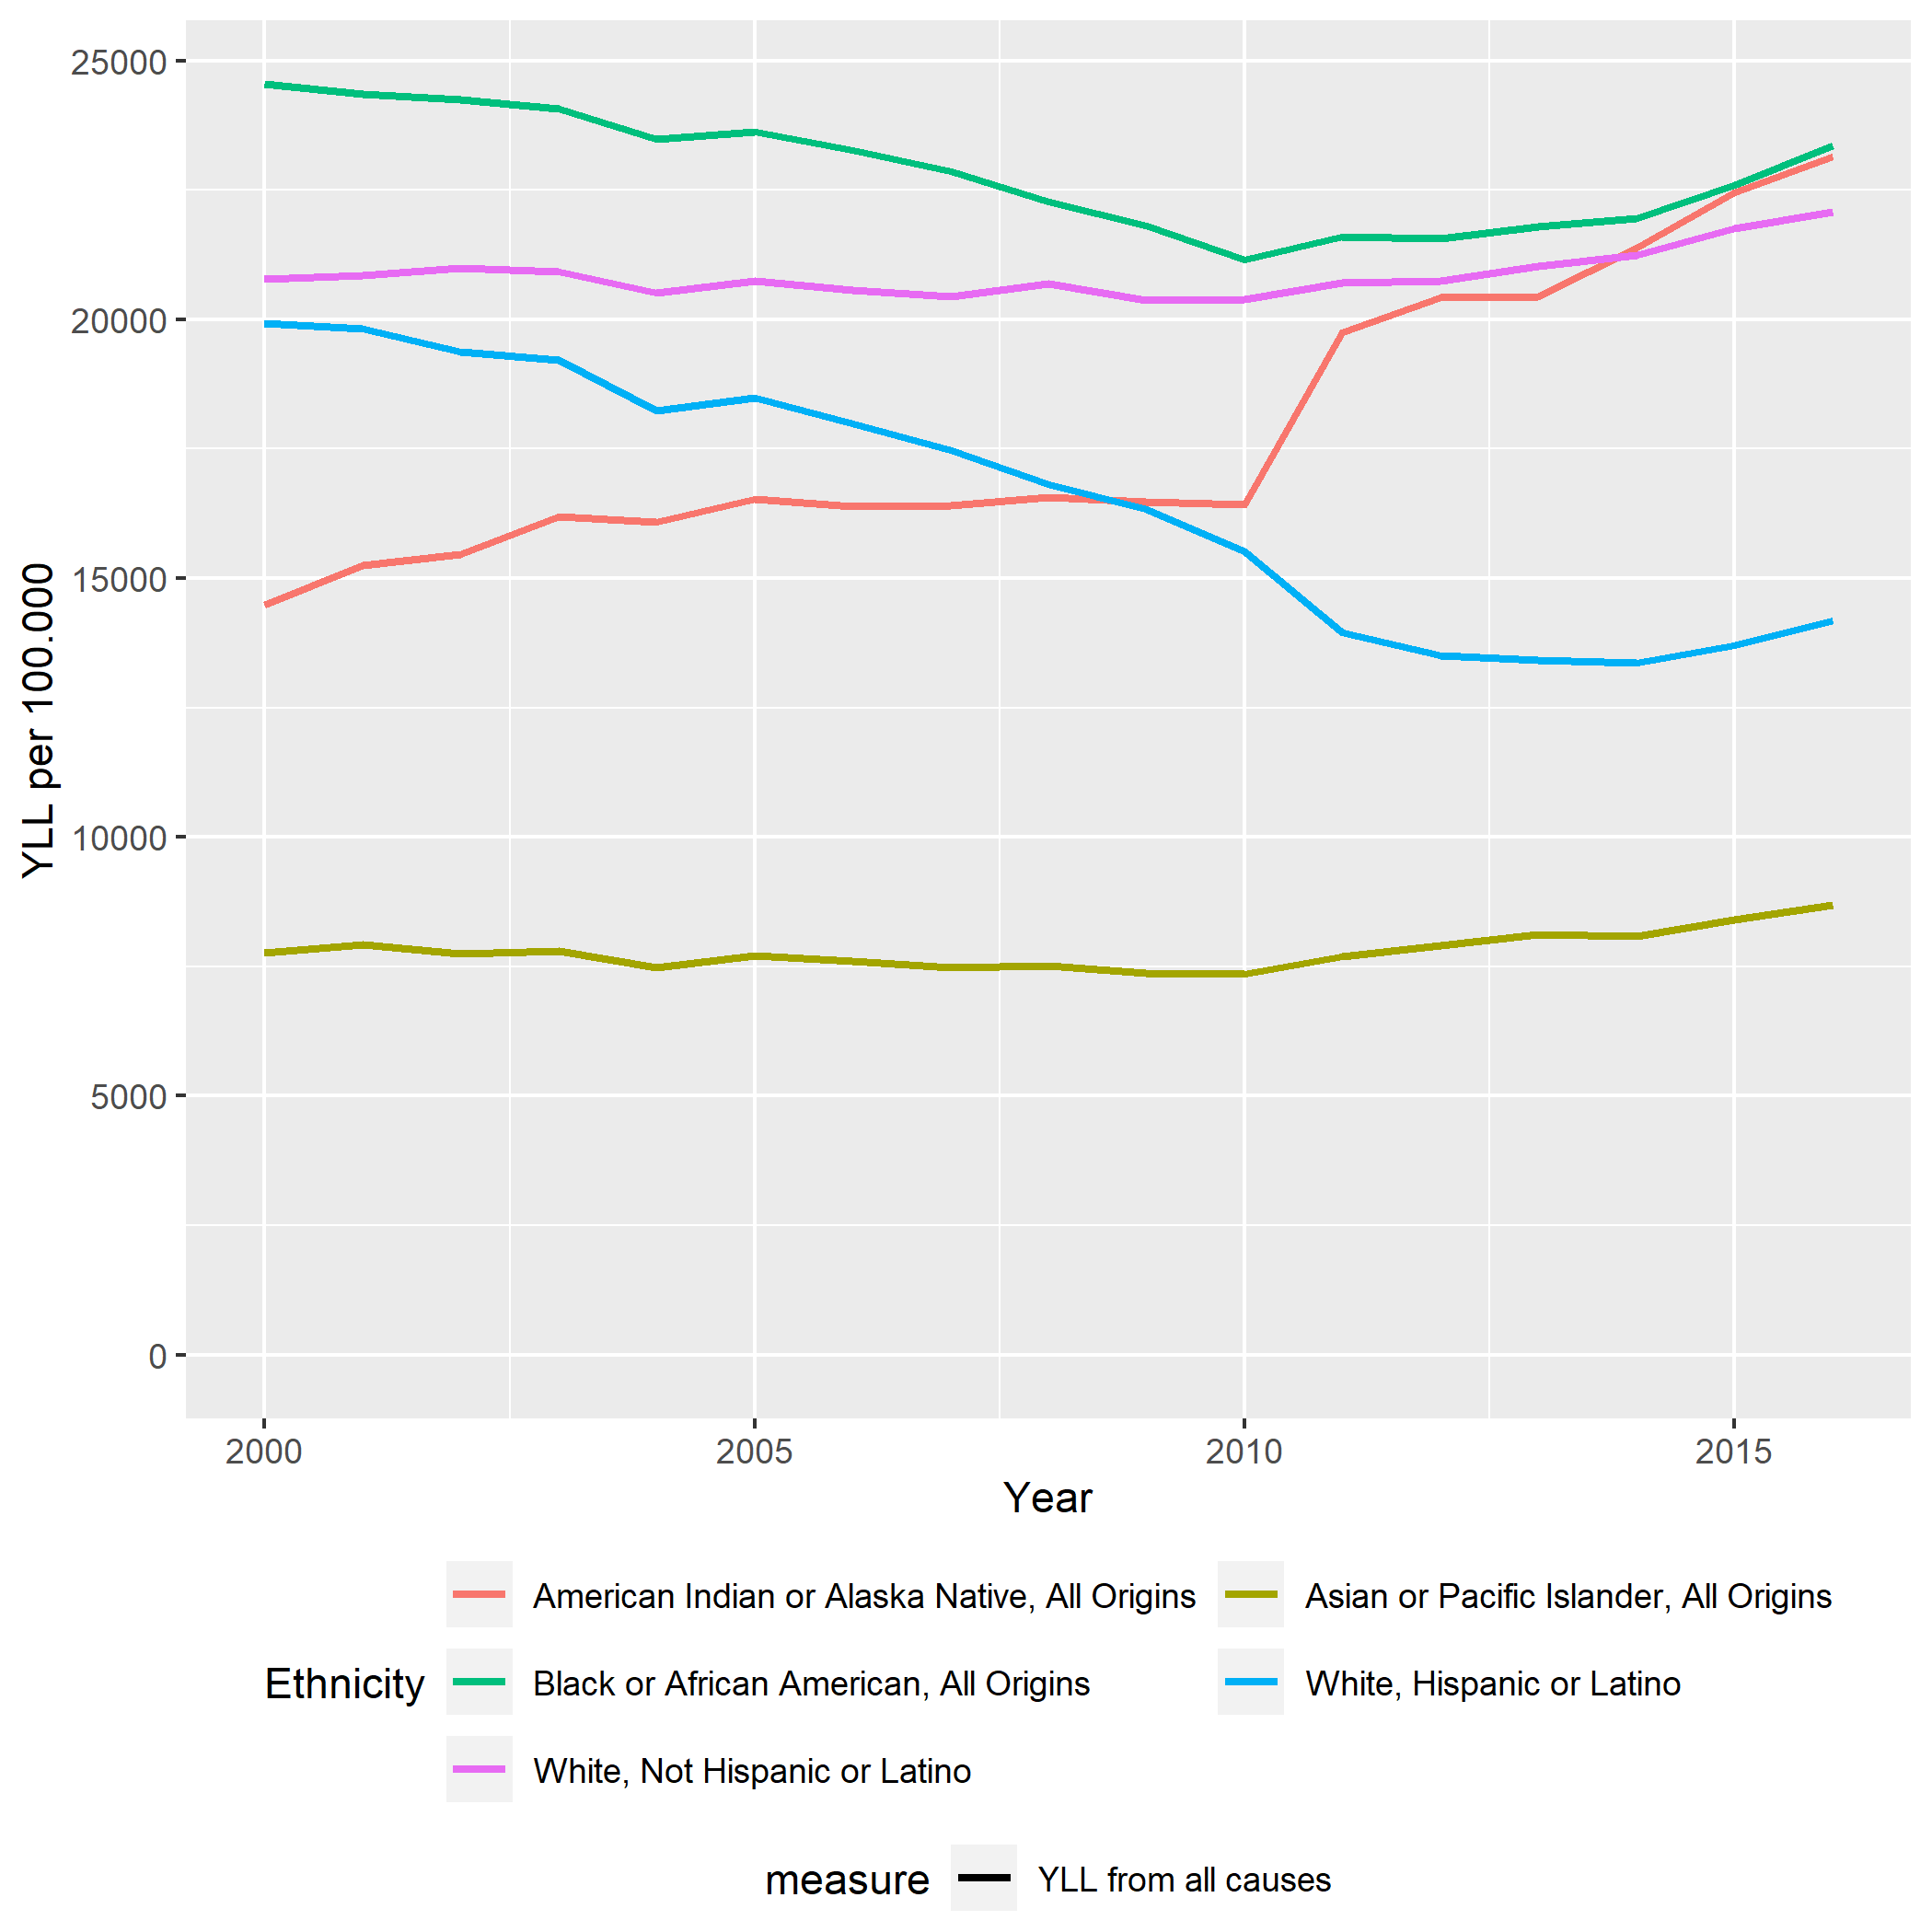 25000
20000
15000
10000
5000
0
YLL per 100.000
2000 2005 2010 2015
Year
Ethnicity
American Indian or Alaska Native, All Origins
Asian or Pacific Islander, All Origins
Black or African American, All Origins
White, Hispanic or Latino
White, Not Hispanic or Latino
measure
YLL from all causes